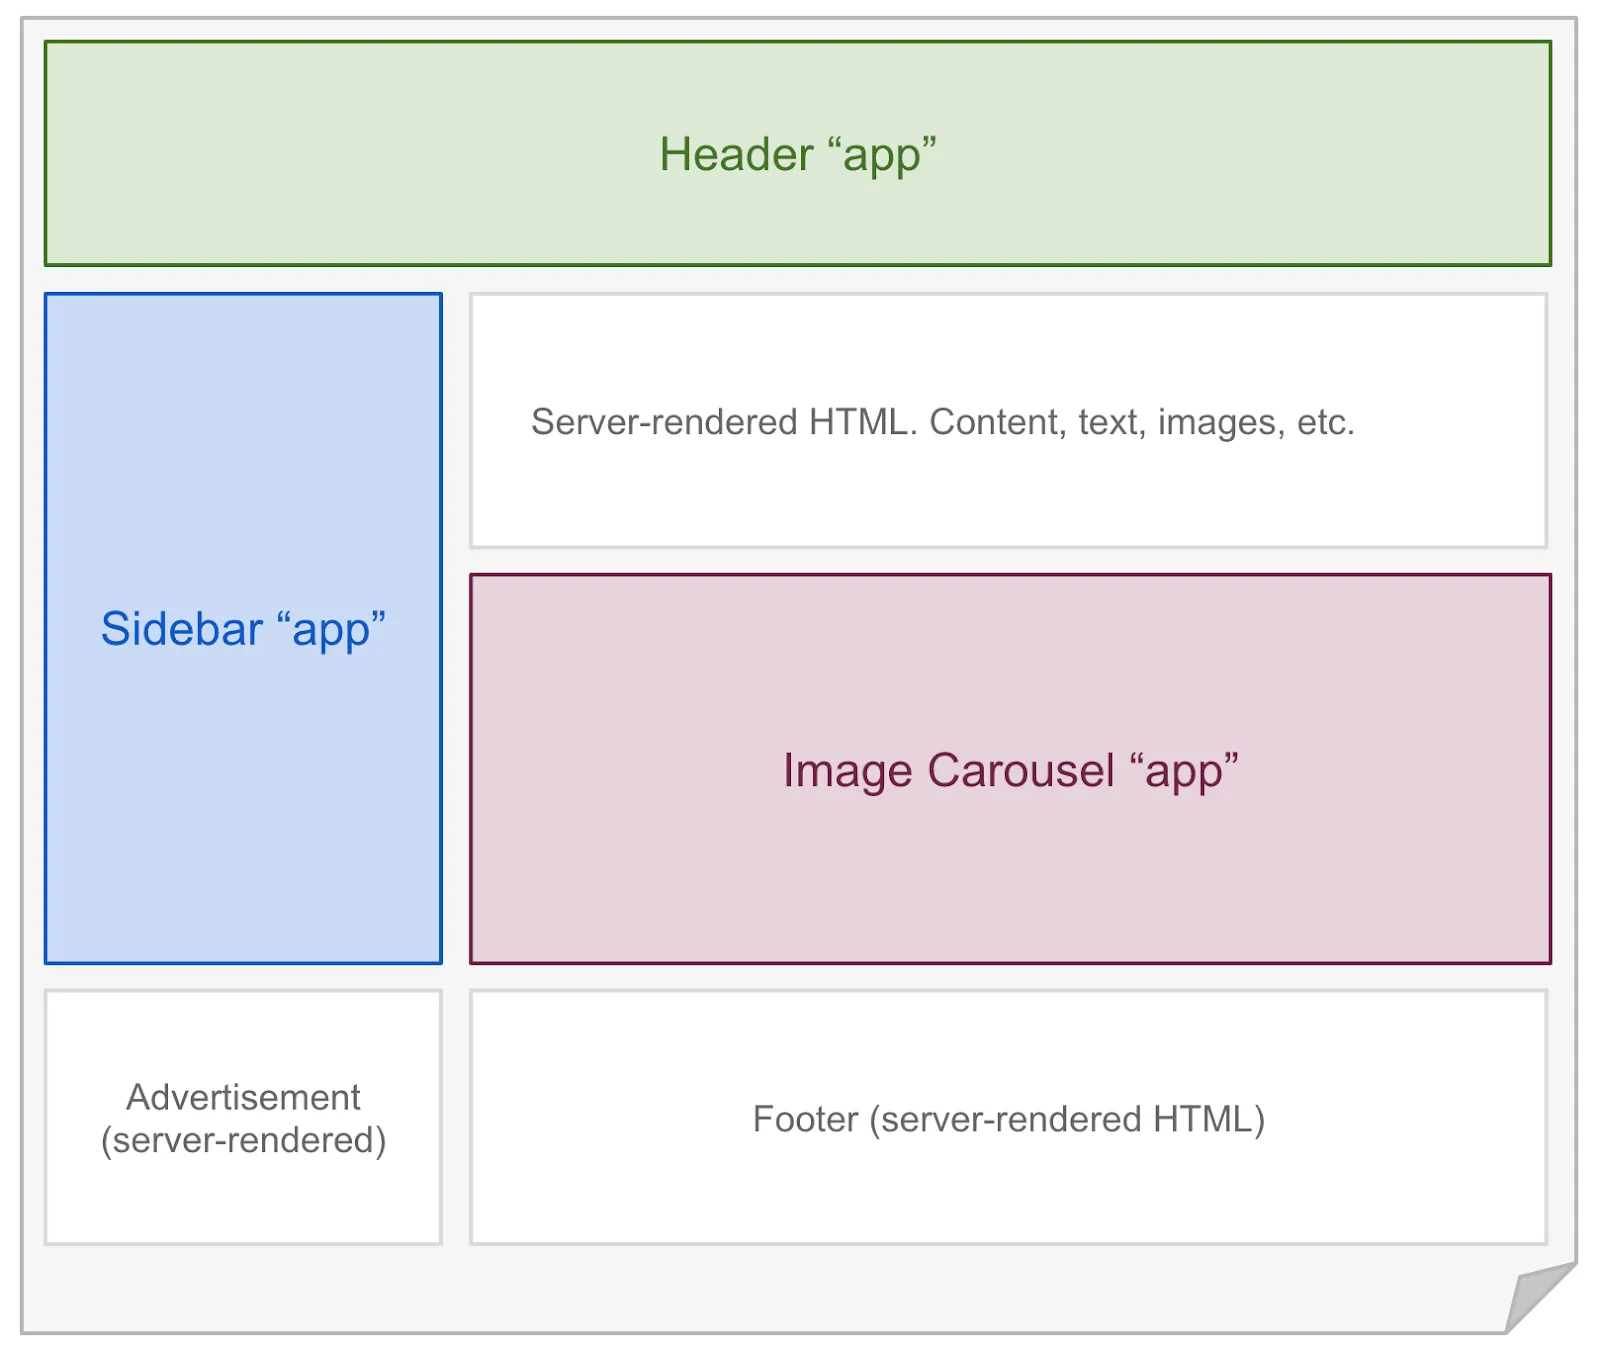 Header “app”
Server-rendered HTML. Content, text, images, etc.
Sidebar “app”
Image Carousel “app”
Advertisement
(server-rendered)
Footer (server-rendered HTML)